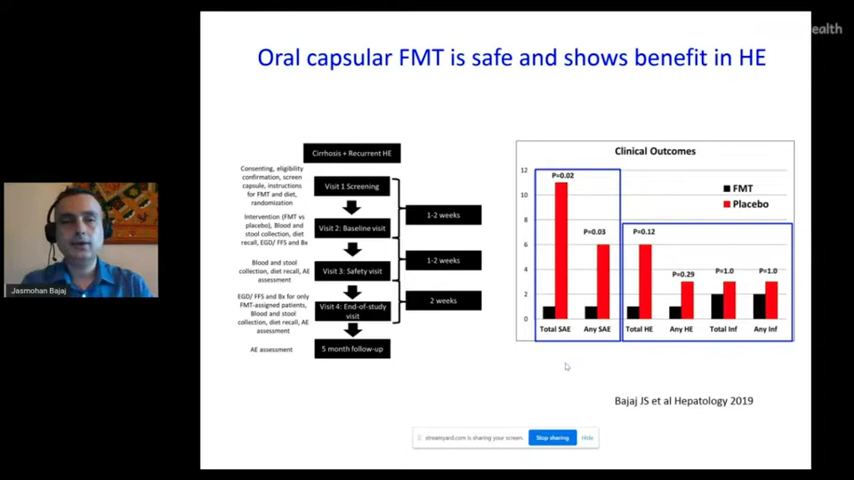 ealth
Oral capsular FMT is safe and shows benefit in HE
Cirrhosis + Recurrent HE
Consenting, eligibility
confirmation, screen
capsule, instructions
for FMT and diet,
randomization
Visit 1 Screening
1-2 weeks
Intervention (FMT vs
placebo), Blood and
stool collection, diet
recall, EGD/ FFS and Bx
Visit 2: Baseline visit
1-2 weeks
Blood and stool
collection, diet recall, AE
assessment
Visit 3: Safety visit
2 weeks
EGD/ FFS and Bx for only
FMT-assigned patients,
Blood and stool
collection, diet recall, AE
assessment
Visit 4: End-of-study
visit
AE assessment
5 month follow-up
Clinical Outcomes
12
10
8
6
4
2
0
P=0.02
P=0.03
P=0.12
P=0.29
P=1.0
P=1.0
FMT
Placebo
Total SAE
Any SAE
Total HE
Any HE
Total Inf
Any Inf
Jasmohan Bajaj
Bajaj JS et al Hepatology 2019
streamyard.com is sharing your screen.
Stop sharing
Hide